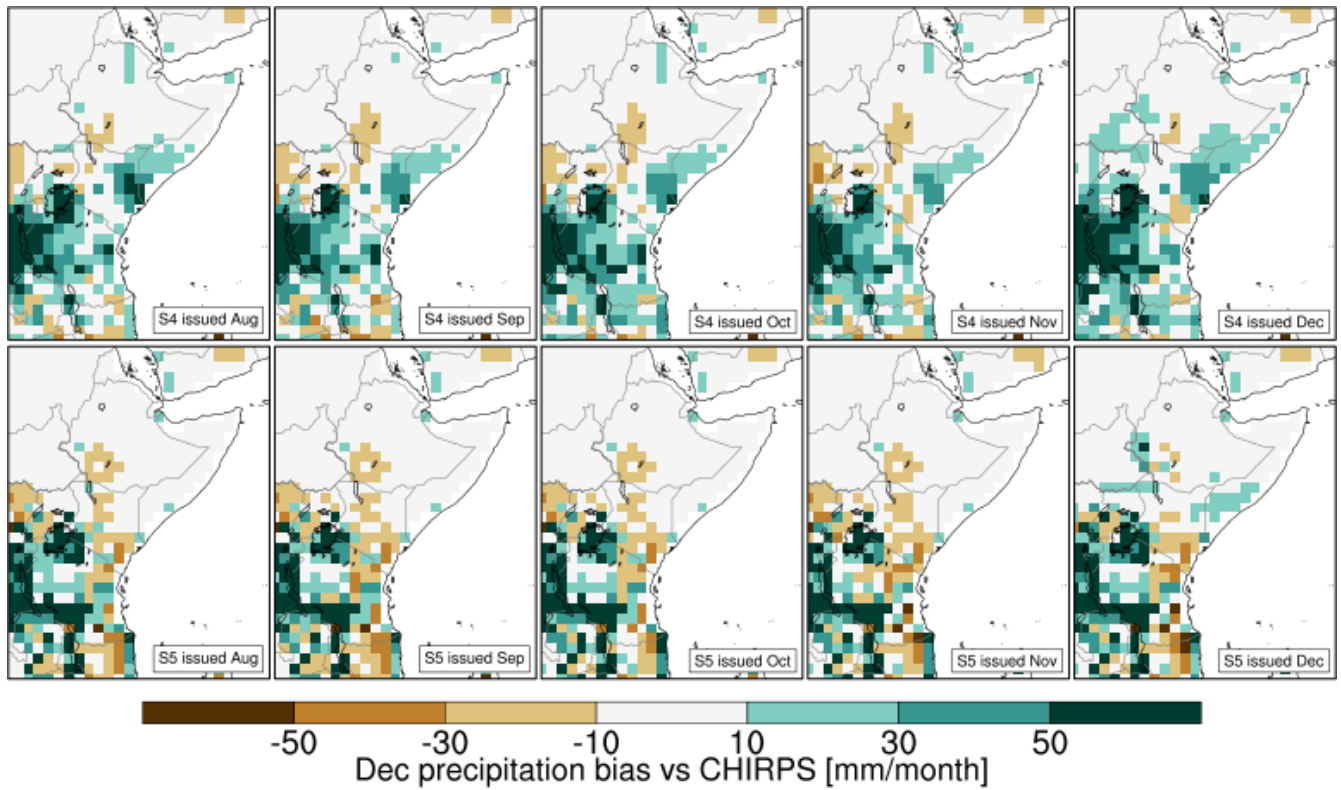 S4 issued Aug
S4 issued Sep
S4 issued Oct
S4 issued Nov
S4 issued Dec
S5 issued Aug
S5 issued Sep
S5 issued Oct
S5 issued Nov
S5 issued Dec
-50 -30 -10 10 30 50
Dec precipitation bias vs CHIRPS [mm/month]